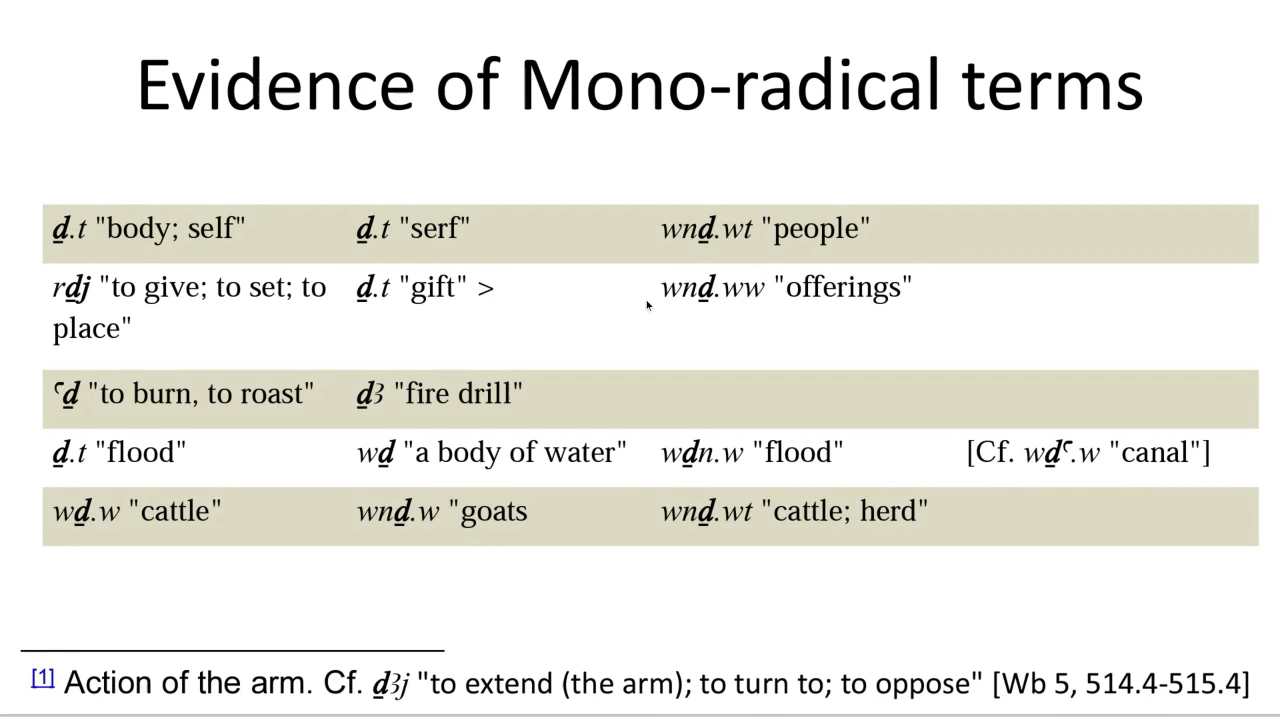 Evidence of Mono-radical terms
ḏ.t "body; self" ḏ.t "serf" wnḏ.wt "people"
rḏj "to give; to set; to ḏ.t "gift" > wnḏ.ww "offerings"
place"
ꜥḏ "to burn, to roast" ḏꜣ "fire drill"
ḏ.t "flood" wḏ "a body of water" wḏn.w "flood" [Cf. wḏꜥ.w "canal"]
wḏ.w "cattle" wnḏ.w "goats wnḏ.wt "cattle; herd"
[1] Action of the arm. Cf. ḏꜣj "to extend (the arm); to turn to; to oppose" [Wb 5, 514.4-515.4]